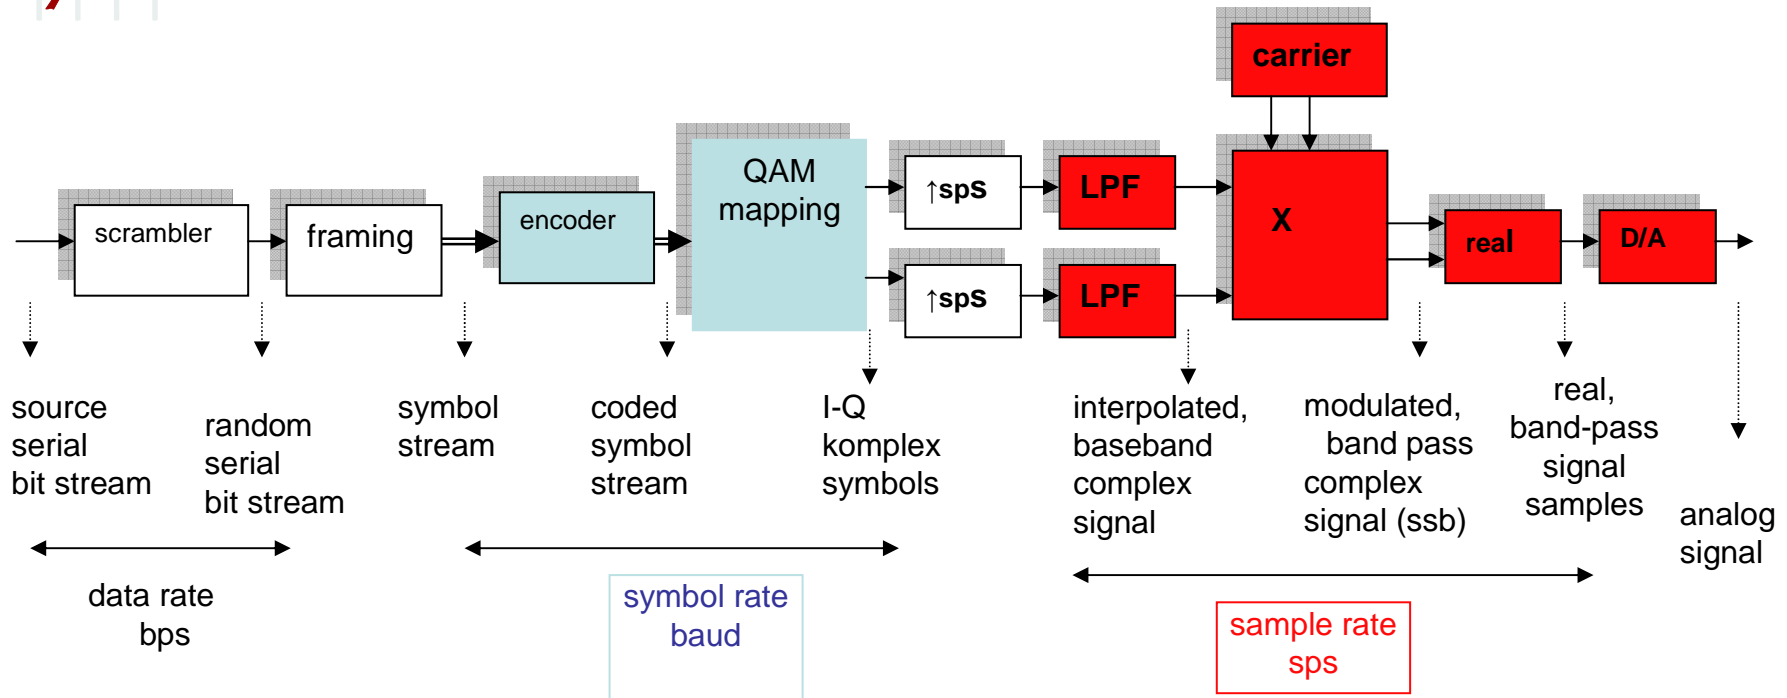 carrier
QAM
mapping
↑sps
LPF
scrambler
framing
encoder
X
real
D/A
↑sps
LPF
source
serial
bit stream
random
serial
bit stream
symbol
stream
coded
symbol
stream
I-Q
komplex
symbols
interpolated,
baseband
complex
signal
modulated,
band pass
complex
signal (ssb)
real,
band-pass
signal
samples
analog
signal
data rate
bps
symbol rate
baud
sample rate
sps